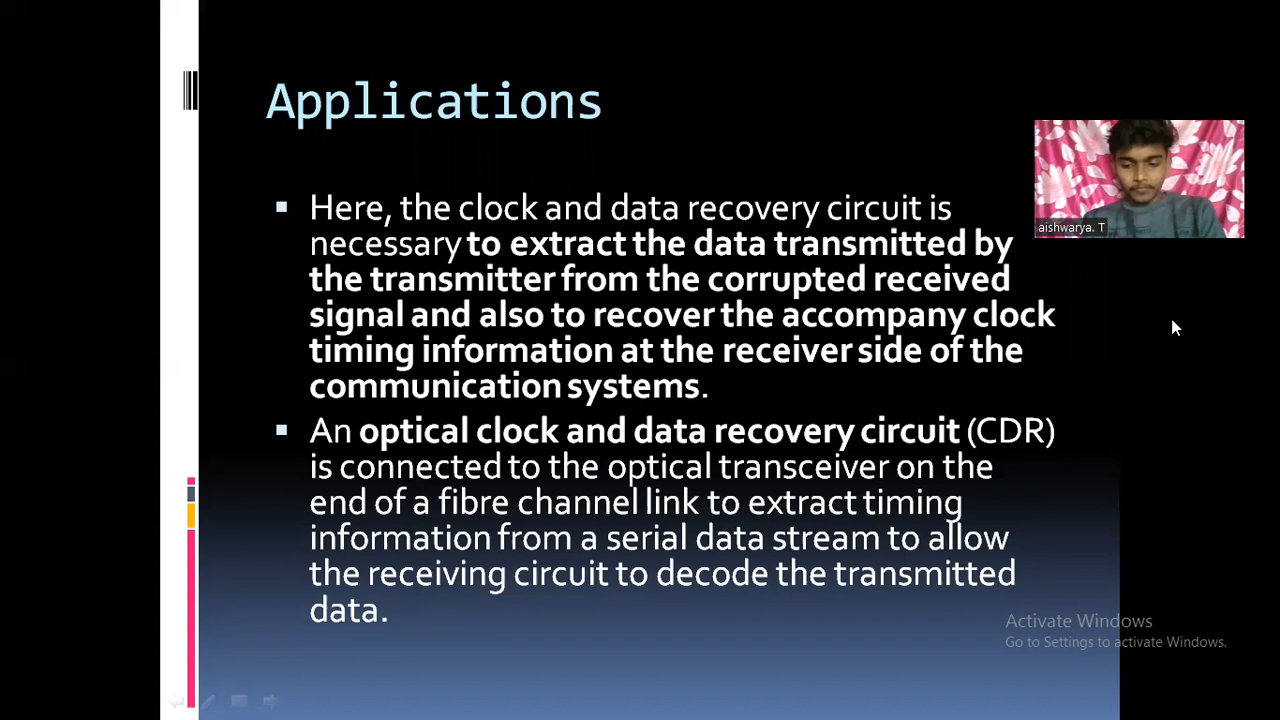 Applications
Here, the clock and data recovery circuit is
necessary to extract the data transmitted by
the transmitter from the corrupted received
signal and also to recover the accompany clock
timing information at the receiver side of the
communication systems.
An optical clock and data recovery circuit (CDR)
is connected to the optical transceiver on the
end of a fibre channel link to extract timing
information from a serial data stream to allow
the receiving circuit to decode the transmitted
data.
aishwarya. T
Activate Windows
Go to Settings to activate Windows.